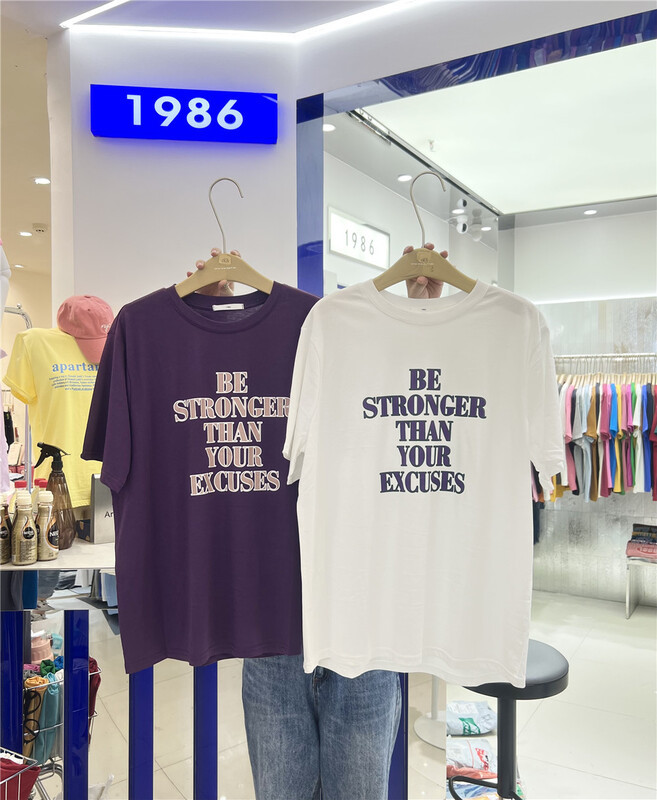 1986
1986
apartam
BE
STRONGER
THAN
YOUR
EXCUSES
BE
STRONGER
THAN
YOUR
EXCUSES